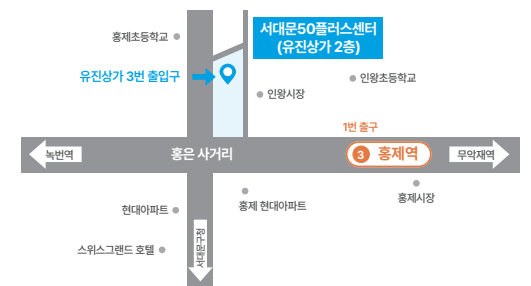 홍제초등학교
서대문50플러스센터
(유진상가 2층)
유진상가 3번 출입구
인왕초등학교
인왕시장
1번 출구
녹번역
홍은 사거리
3 홍제역
무악재역
홍제시장
홍제 현대아파트
현대아파트
스위스그랜드 호텔
서대문구청